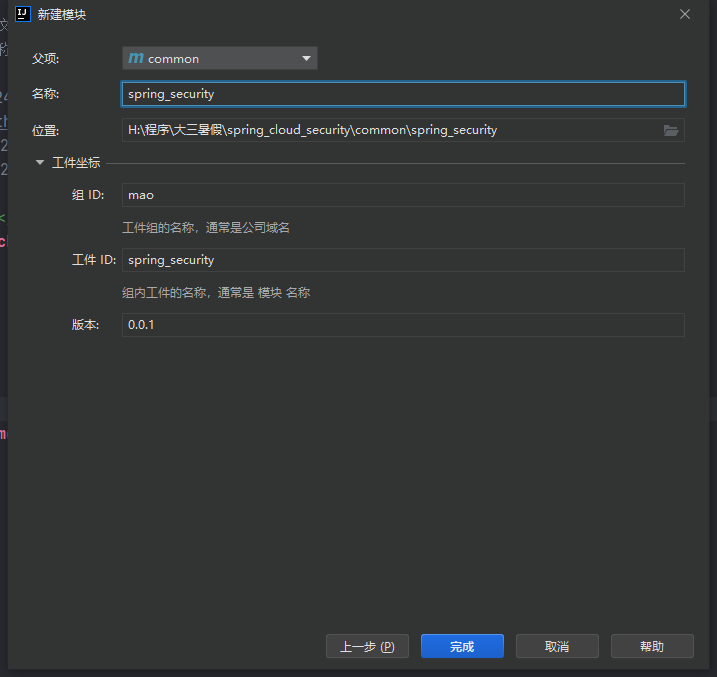 新建模块
父项:
m common
名称:
spring_security
位置:
H:\程序\大三暑假\spring_cloud_security\common\spring_security
工件坐标
组 ID:
mao
工件组的名称，通常是公司域名
工件 ID:
spring_security
组内工件的名称，通常是 模块 名称
版本:
0.0.1
上一步 (P)
完成
取消
帮助